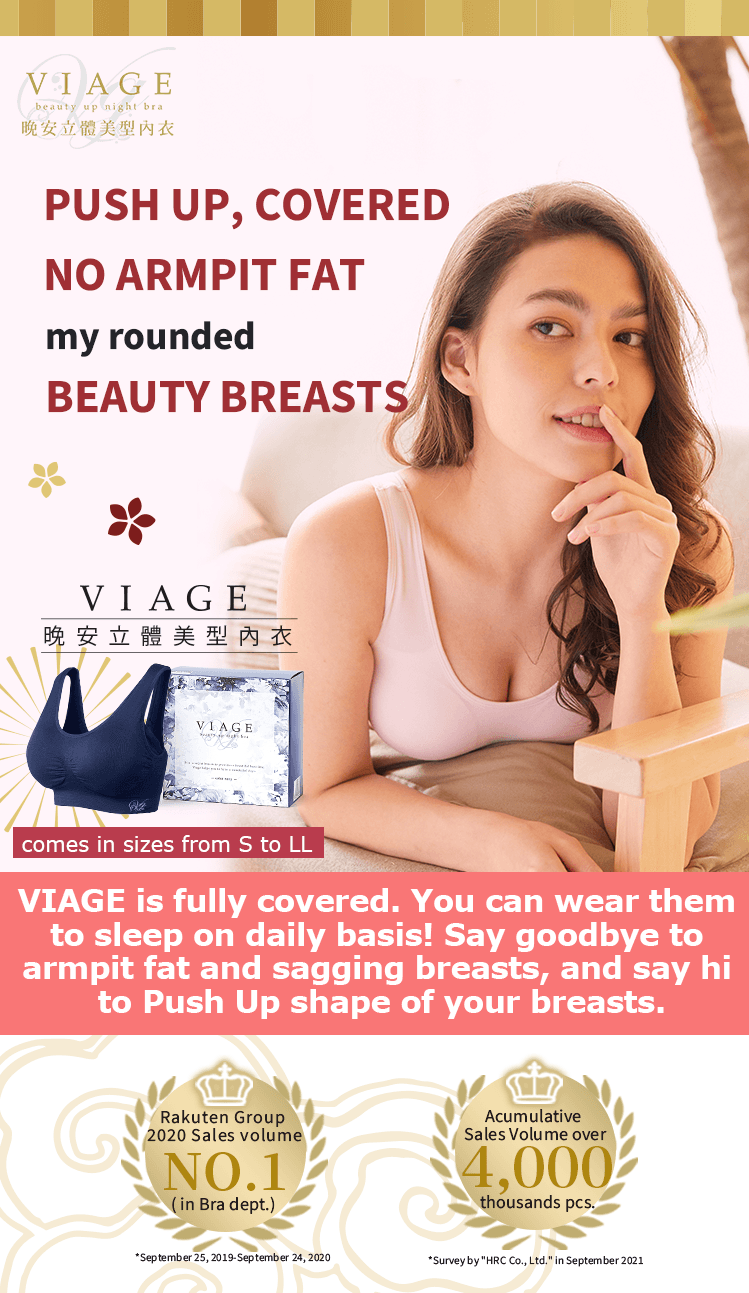 VIAGE
beauty up night bra
晚安立體美型內衣
PUSH UP, COVERED
NO ARMPIT FAT
my rounded
BEAUTY BREASTS
VIAGE
晚安立體美型內衣
VIAGE
beauty up night bra
comes in sizes from S to LL
VIAGE is fully covered. You can wear them
to sleep on daily basis! Say goodbye to
armpit fat and sagging breasts, and say hi
to Push Up shape of your breasts.
Rakuten Group
2020 Sales volume
NO.1
(in Bra dept.)
*September 25, 2019-September 24, 2020
Acumulative
Sales Volume over
4,000
thousands pcs.
*Survey by "HRC Co., Ltd." in September 2021